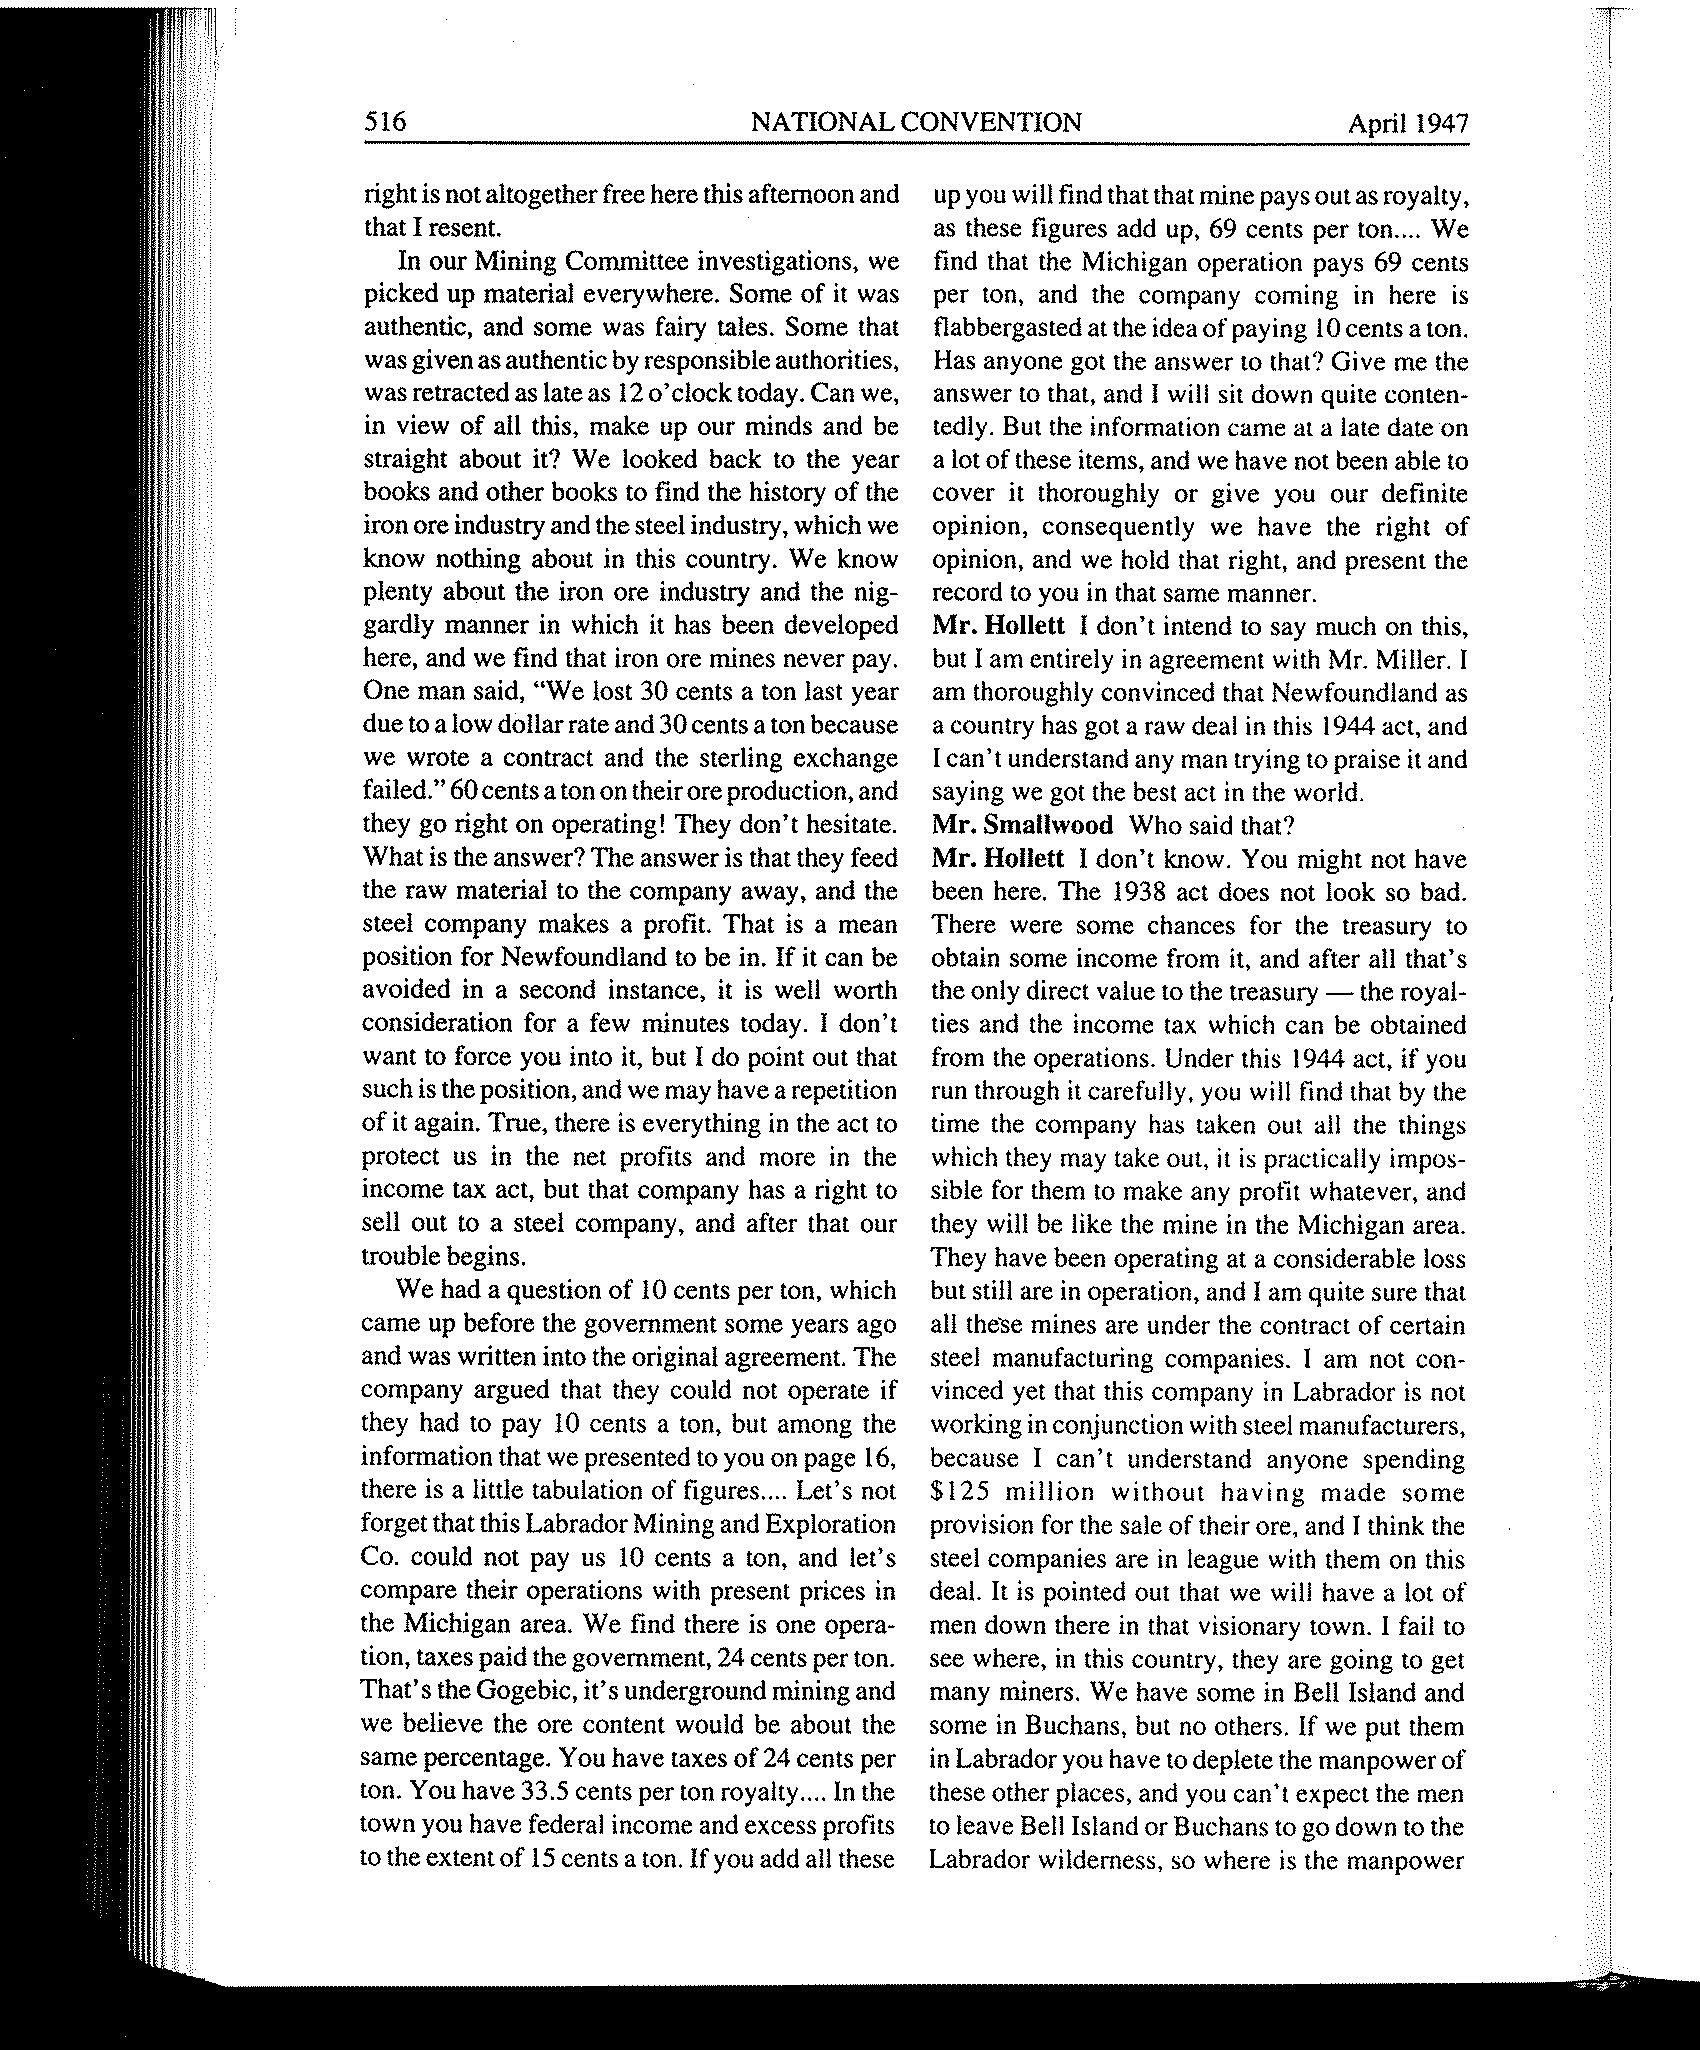 516 NATIONAL CONVENTION April 1947
right is not altogether free here this afternoon and
that I resent.
In our Mining Committee investigations, we
picked up material everywhere. Some of it was
authentic, and some was fairy tales. Some that
was given as authentic by responsible authorities,
was retracted as late as 12 o'clock today. Can we,
in view of all this, make up our minds and be
straight about it? We looked back to the year
books and other books to find the history of the
iron ore industry and the steel industry, which we
know nothing about in this country. We know
plenty about the iron ore industry and the nig-
gardly manner in which it has been developed
here, and we find that iron ore mines never pay.
One man said, “We lost 30 cents a ton last year
due to a low dollar rate and 30 cents a ton because
we wrote a contract and the sterling exchange
failed.” 60 cents a ton on their ore production, and
they go right on operating! They don't hesitate.
What is the answer? The answer is that they feed
the raw material to the company away, and the
steel company makes a profit. That is a mean
position for Newfoundland to be in. If it can be
avoided in a second instance, it is well worth
consideration for a few minutes today. I don't
want to force you into it, but I do point out that
such is the position, and we may have a repetition
of it again. True, there is everything in the act to
protect us in the net profits and more in the
income tax act, but that company has a right to
sell out to a steel company, and after that our
trouble begins.
We had a question of 10 cents per ton, which
came up before the government some years ago
and was written into the original agreement. The
company argued that they could not operate if
they had to pay 10 cents a ton, but among the
information that we presented to you on page 16,
there is a little tabulation of figures.... Let's not
forget that this Labrador Mining and Exploration
Co. could not pay us 10 cents a ton, and let's
compare their operations with present prices in
the Michigan area. We find there is one opera-
tion, taxes paid the government, 24 cents per ton.
That's the Gogebic, it's underground mining and
we believe the ore content would be about the
same percentage. You have taxes of 24 cents per
ton. You have 33.5 cents per ton royalty.... In the
town you have federal income and excess profits
to the extent of 15 cents a ton. If you add all these
up you will find that that mine pays out as royalty,
as these figures add up, 69 cents per ton.... We
find that the Michigan operation pays 69 cents
per ton, and the company coming in here is
flabbergasted at the idea of paying 10 cents a ton.
Has anyone got the answer to that? Give me the
answer to that, and I will sit down quite conten-
tedly. But the information came at a late date on
a lot of these items, and we have not been able to
cover it thoroughly or give you our definite
opinion, consequently we have the right of
opinion, and we hold that right, and present the
record to you in that same manner.
Mr. Hollett I don't intend to say much on this,
but I am entirely in agreement with Mr. Miller. I
am thoroughly convinced that Newfoundland as
a country has got a raw deal in this 1944 act, and
I can't understand any man trying to praise it and
saying we got the best act in the world.
Mr. Smallwood Who said that?
Mr. Hollett I don't know. You might not have
been here. The 1938 act does not look so bad.
There were some chances for the treasury to
obtain some income from it, and after all that's
the only direct value to the treasury — the royal-
ties and the income tax which can be obtained
from the operations. Under this 1944 act, if you
run through it carefully, you will find that by the
time the company has taken out all the things
which they may take out, it is practically impos-
sible for them to make any profit whatever, and
they will be like the mine in the Michigan area.
They have been operating at a considerable loss
but still are in operation, and I am quite sure that
all these mines are under the contract of certain
steel manufacturing companies. I am not con-
vinced yet that this company in Labrador is not
working in conjunction with steel manufacturers,
because I can't understand anyone spending
$125 million without having made some
provision for the sale of their ore, and I think the
steel companies are in league with them on this
deal. It is pointed out that we will have a lot of
men down there in that visionary town. I fail to
see where, in this country, they are going to get
many miners. We have some in Bell Island and
some in Buchans, but no others. If we put them
in Labrador you have to deplete the manpower of
these other places, and you can't expect the men
to leave Bell Island or Buchans to go down to the
Labrador wilderness, so where is the manpower